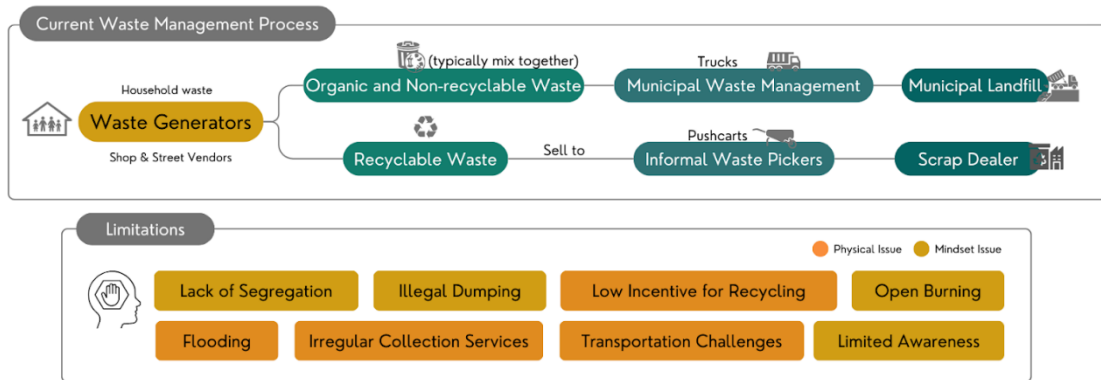 Current Waste Management Process
Household waste
Waste Generators
Shop & Street Vendors
(typically mix together)
Organic and Non-recyclable Waste
Trucks
Municipal Waste Management
Municipal Landfill
Recyclable Waste
Sell to
Pushcarts
Informal Waste Pickers
Scrap Dealer
Limitations
Physical Issue
Mindset Issue
Lack of Segregation
Illegal Dumping
Low Incentive for Recycling
Open Burning
Flooding
Irregular Collection Services
Transportation Challenges
Limited Awareness